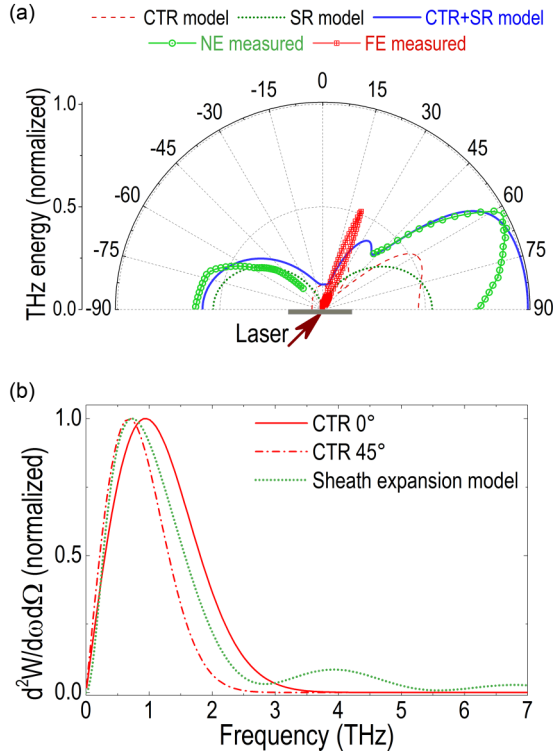 (a)
CTR model SR model CTR+SR model
NE measured FE measured
THz energy (normalized)
1.0
0.5
0.0
-90
-75
-60
-45
-30
-15
0
15
30
45
60
75
90
Laser
(b)
d²W/dωdΩ (normalized)
1.0
0.5
0.0
CTR 0°
CTR 45°
Sheath expansion model
0 1 2 3 4 5 6 7
Frequency (THz)